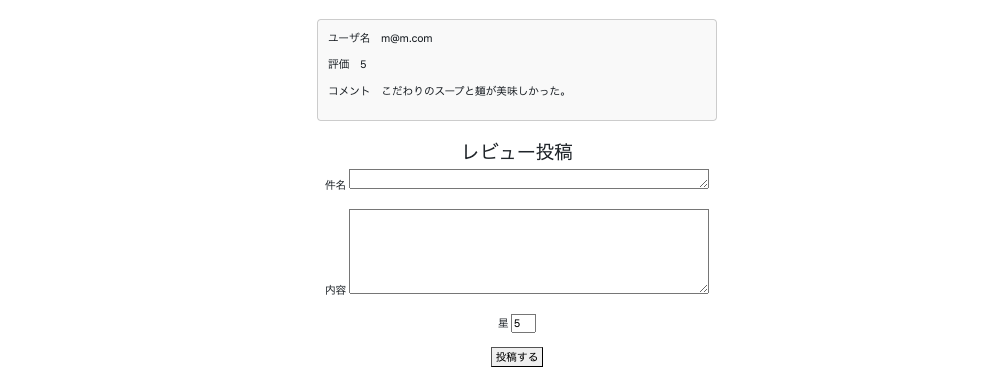 ユーザ名　m@m.com
評価　5
コメント　こだわりのスープと麺が美味しかった。
レビュー投稿
件名
内容
星 5
投稿する